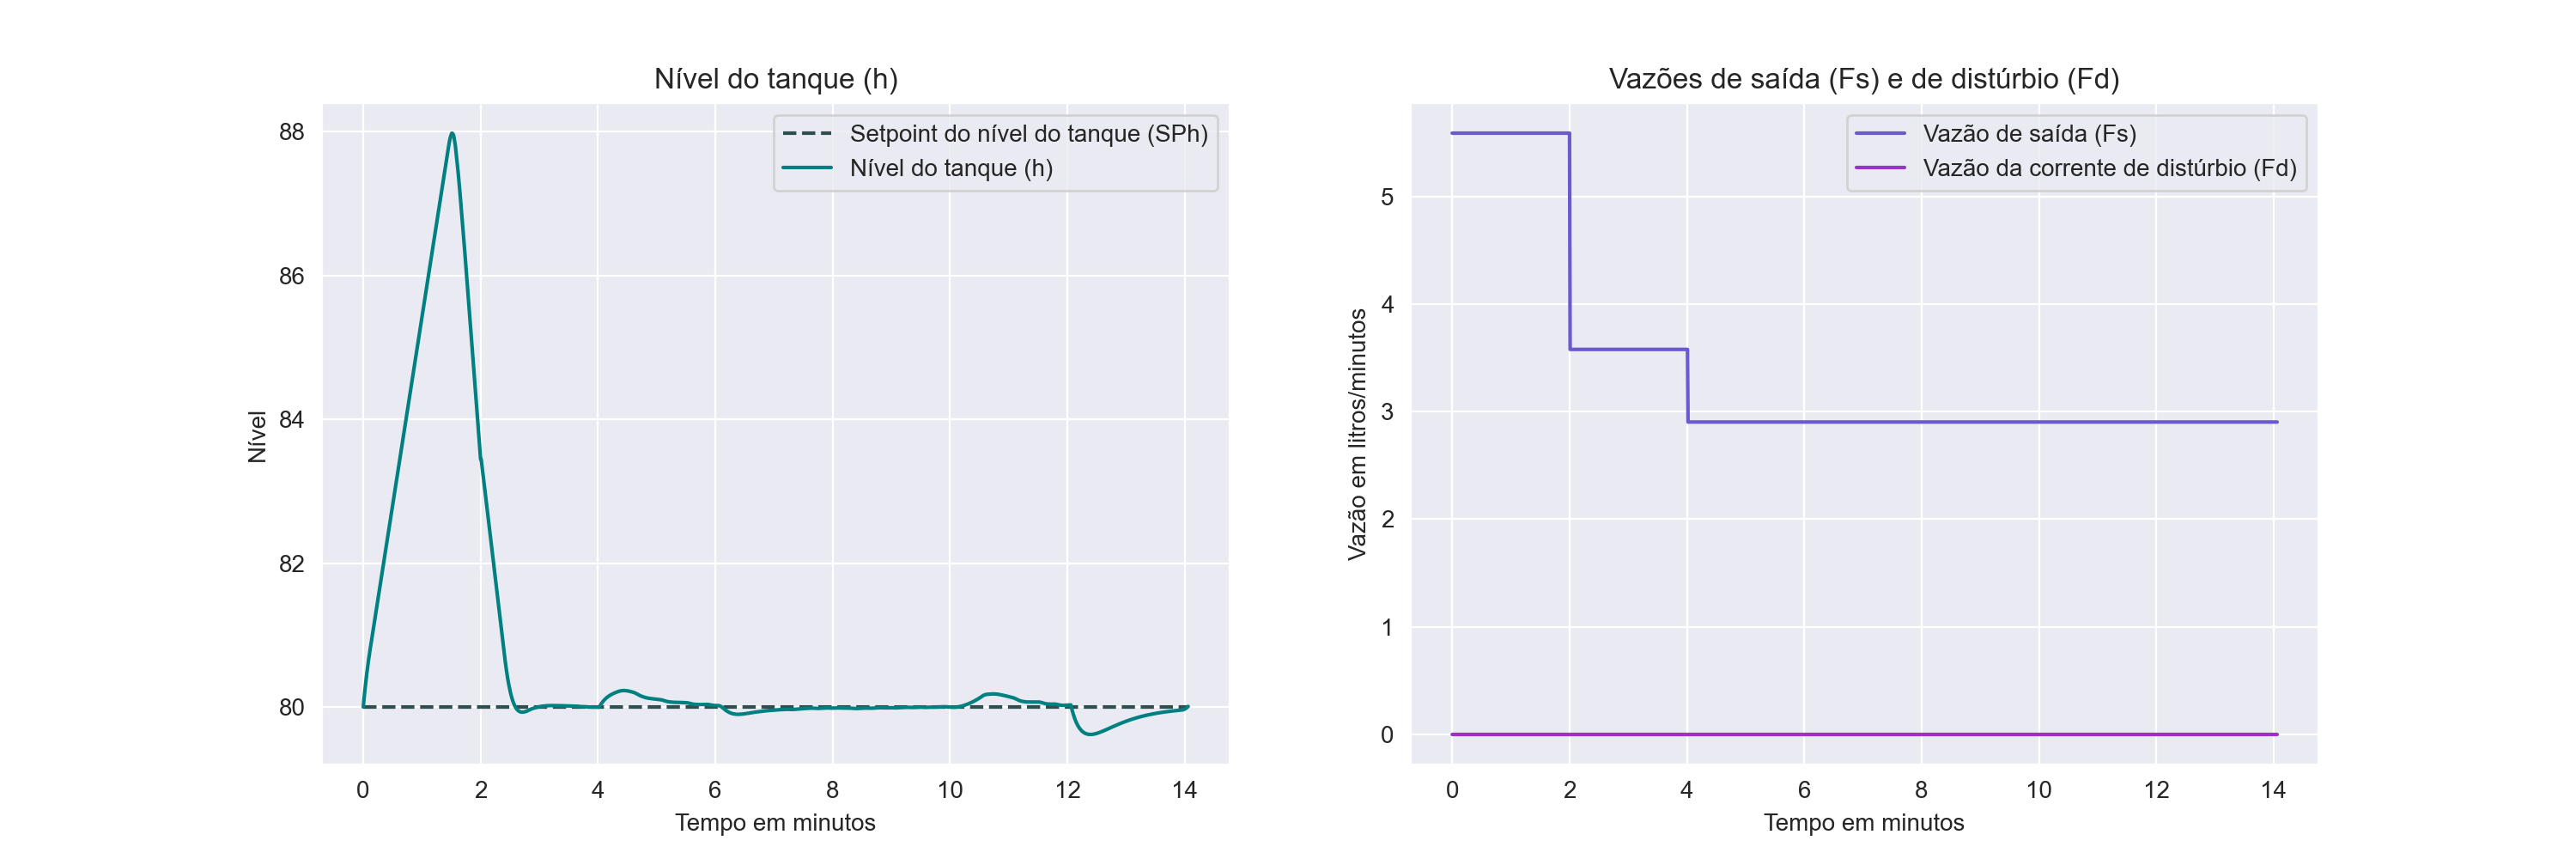 Nível do tanque (h)
Setpoint do nível do tanque (SPh)
Nível do tanque (h)
88
86
84
82
80
Nível
0 2 4 6 8 10 12 14
Tempo em minutos
Vazões de saída (Fs) e de distúrbio (Fd)
Vazão de saída (Fs)
Vazão da corrente de distúrbio (Fd)
5
4
3
2
1
0
Vazão em litros/minutos
0 2 4 6 8 10 12 14
Tempo em minutos